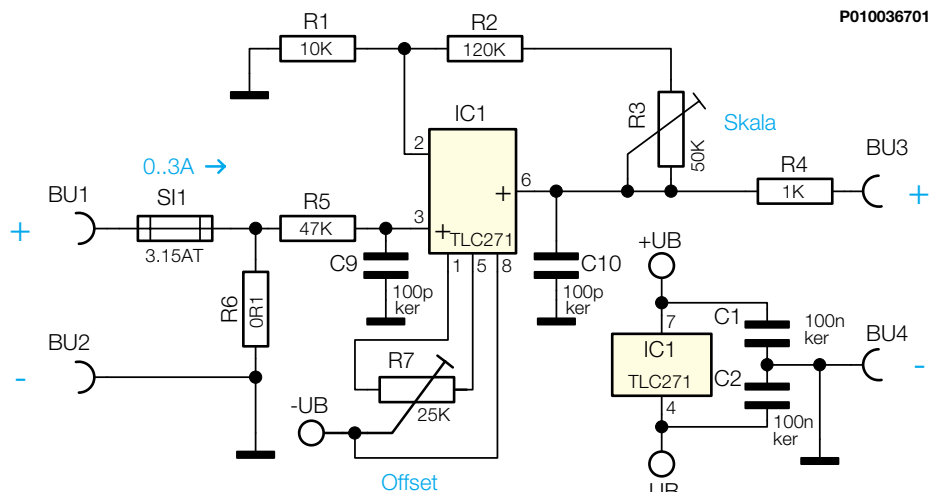 P010036701
R1
10K
R2
120K
R3
50K
Skala
IC1
2
6
3
+
+
TLC271
1 5 8
0..3A →
BU1
+
SI1
3.15AT
R5
47K
C9
100p
ker
C10
100p
ker
R4
1K
BU3
+
R6
0R1
BU2
-
R7
25K
-UB
Offset
+UB
7
IC1
TLC271
4
C1
100n
ker
C2
100n
ker
BU4
-
-UB